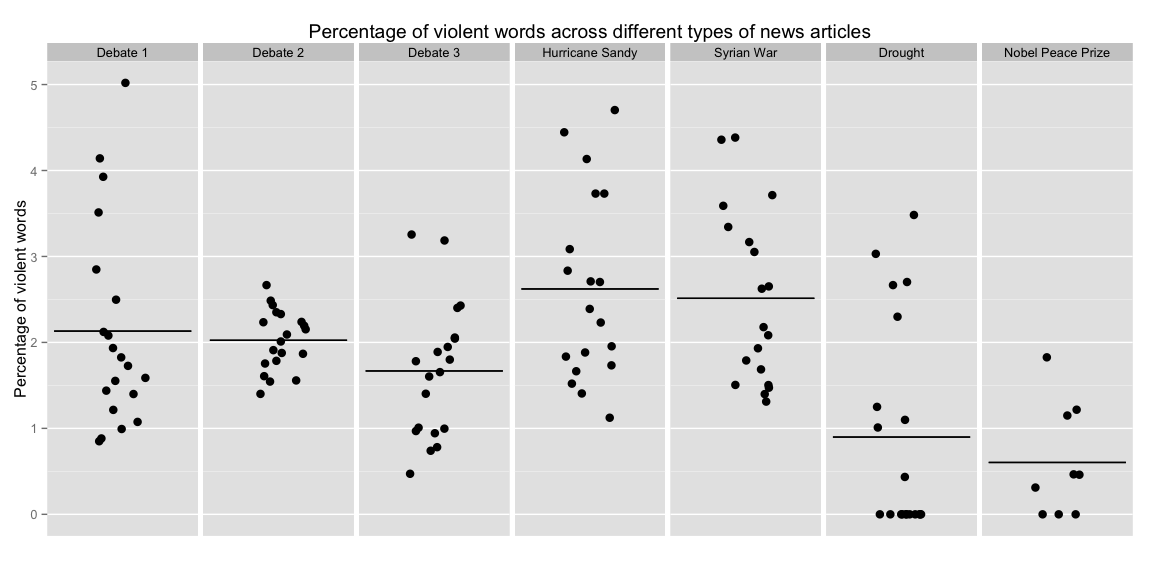 Percentage of violent words across different types of news articles
Debate 1
Debate 2
Debate 3
Hurricane Sandy
Syrian War
Drought
Nobel Peace Prize
Percentage of violent words
5
4
3
2
1
0